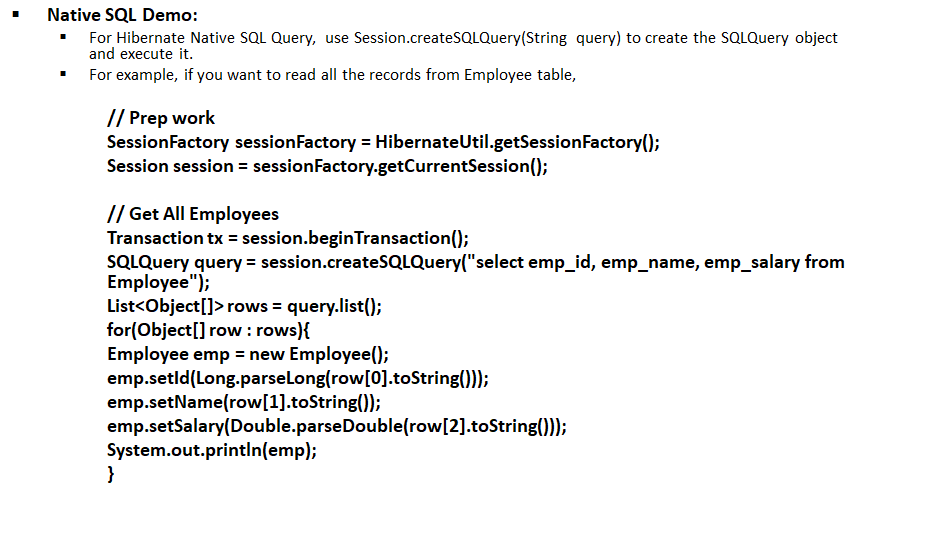 ▪ Native SQL Demo:
▪ For Hibernate Native SQL Query, use Session.createSQLQuery(String query) to create the SQLQuery object
and execute it.
▪ For example, if you want to read all the records from Employee table,
// Prep work
SessionFactory sessionFactory = HibernateUtil.getSessionFactory();
Session session = sessionFactory.getCurrentSession();
// Get All Employees
Transaction tx = session.beginTransaction();
SQLQuery query = session.createSQLQuery("select emp_id, emp_name, emp_salary from
Employee");
List<Object[]> rows = query.list();
for(Object[] row : rows){
Employee emp = new Employee();
emp.setId(Long.parseLong(row[0].toString()));
emp.setName(row[1].toString());
emp.setSalary(Double.parseDouble(row[2].toString()));
System.out.println(emp);
}